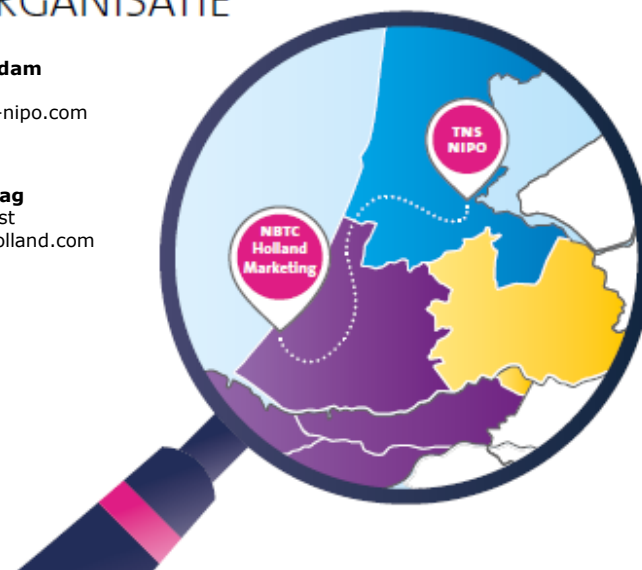 RGANISATIE
dam
-nipo.com
ag
st
olland.com
TNS
NIPO
NBTC
Holland
Marketing